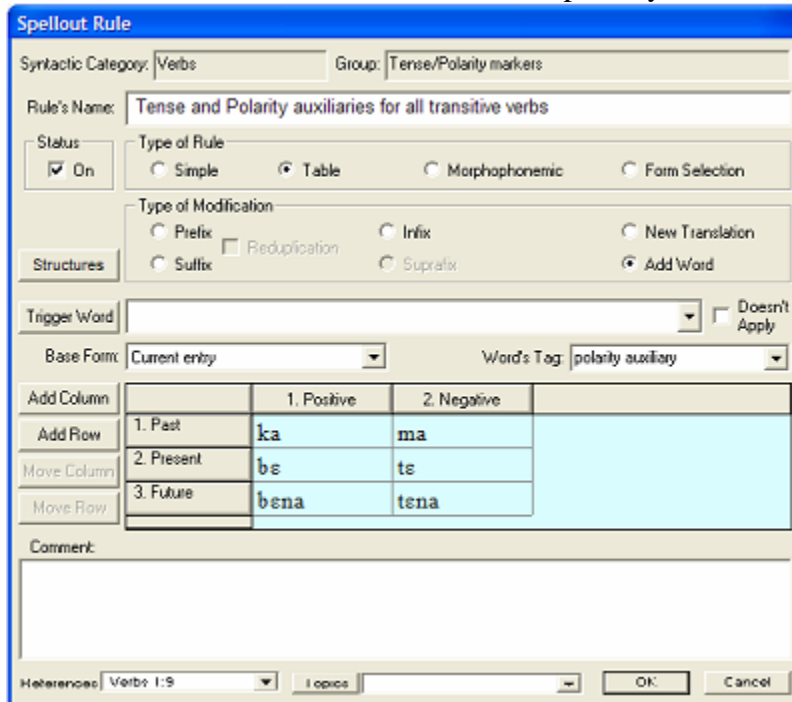 Spellout Rule
Syntactic Category: Verbs Group: Tense/Polarity markers
Rule's Name: Tense and Polarity auxiliaries for all transitive verbs
Status Type of Rule
On Simple Table Morphophonemic Form Selection
Type of Modification
Prefix Reduplication Infix New Translation
Structures Suffix Suprafix Add Word
Trigger Word Doesn't Apply
Base Form: Current entry Word's Tag: polarity auxiliary
Add Column 1. Positive 2. Negative
Add Row 1. Past ka ma
Move Column 2. Present bɛ tɛ
Move Row 3. Future bɛna tɛna
Comment:
References Verbs 1:9 Topics OK Cancel